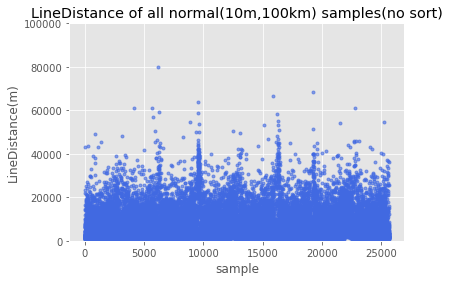 LineDistance of all normal(10m,100km) samples(no sort)
100000
80000
60000
40000
20000
0
LineDistance(m)
0 5000 10000 15000 20000 25000
sample